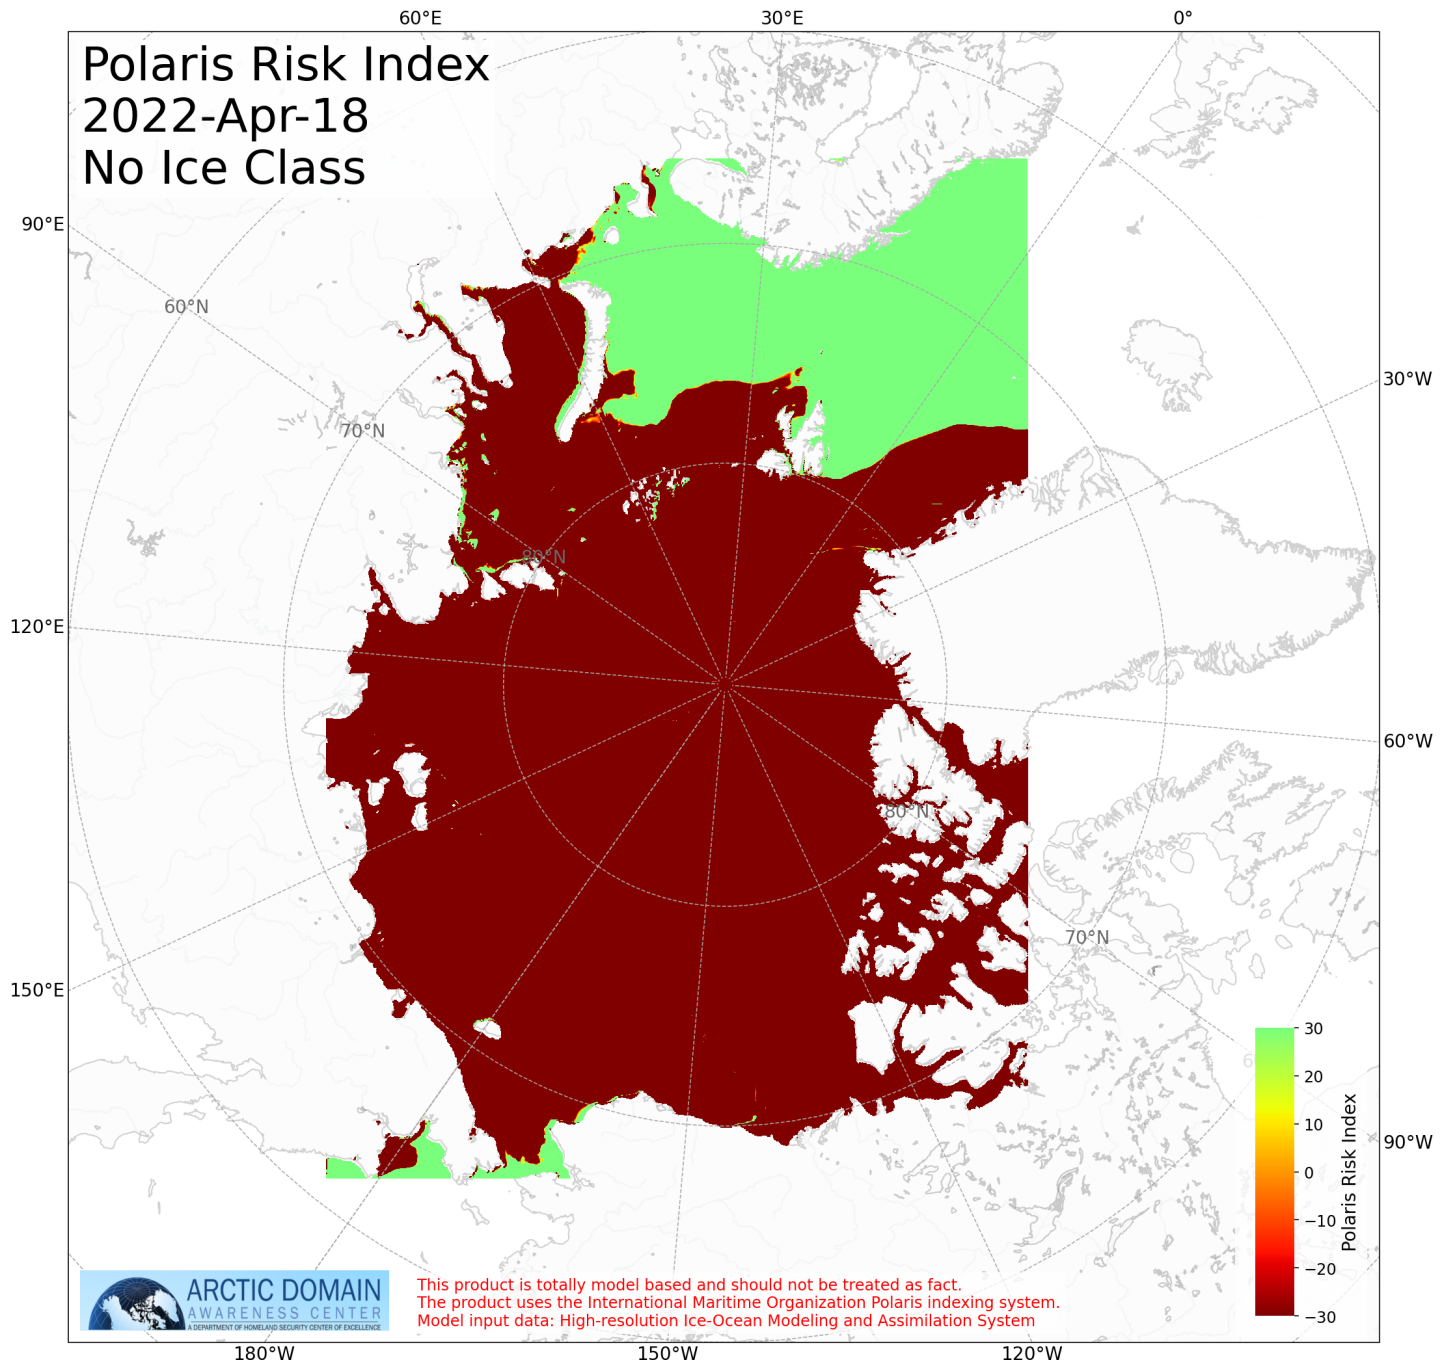 60°E
30°E
0°
Polaris Risk Index
2022-Apr-18
No Ice Class
90°E
60°N
30°W
70°N
80°N
120°E
60°W
80°N
70°N
150°E
30
20
10
0
−10
−20
−30
Polaris Risk Index
90°W
ARCTIC DOMAIN
AWARENESS CENTER
A DEPARTMENT OF HOMELAND SECURITY CENTER OF EXCELLENCE
This product is totally model based and should not be treated as fact.
The product uses the International Maritime Organization Polaris indexing system.
Model input data: High-resolution Ice-Ocean Modeling and Assimilation System
180°W
150°W
120°W